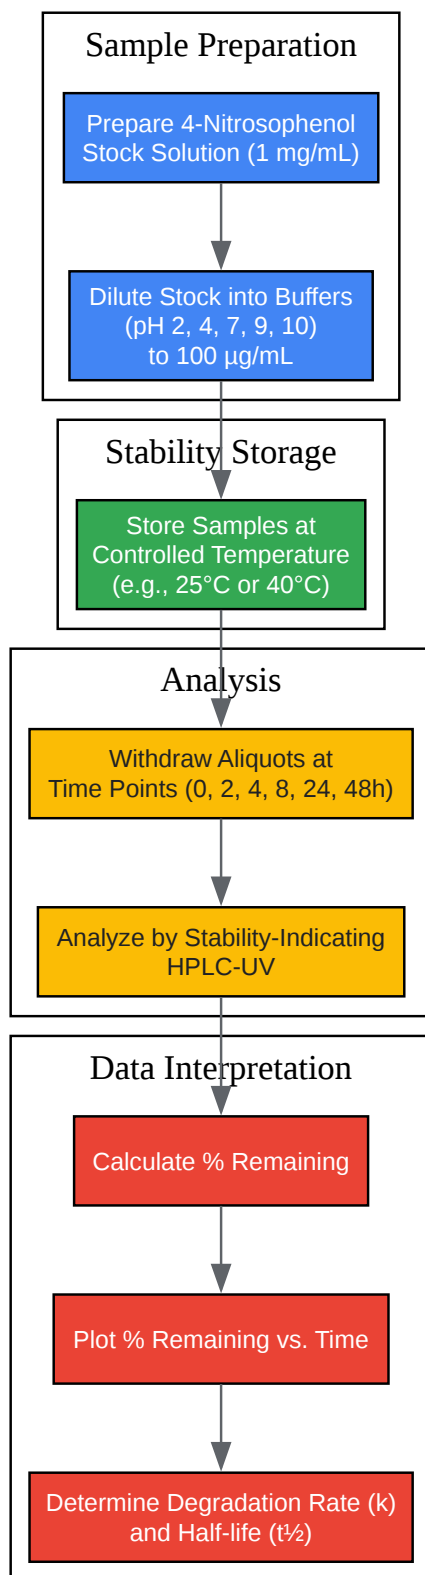 Sample Preparation
Prepare 4-Nitrosophenol
Stock Solution (1 mg/mL)
Dilute Stock into Buffers
(pH 2, 4, 7, 9, 10)
to 100 µg/mL
Stability Storage
Store Samples at
Controlled Temperature
(e.g., 25°C or 40°C)
Analysis
Withdraw Aliquots at
Time Points (0, 2, 4, 8, 24, 48h)
Analyze by Stability-Indicating
HPLC-UV
Data Interpretation
Calculate % Remaining
Plot % Remaining vs. Time
Determine Degradation Rate (k)
and Half-life (t½)